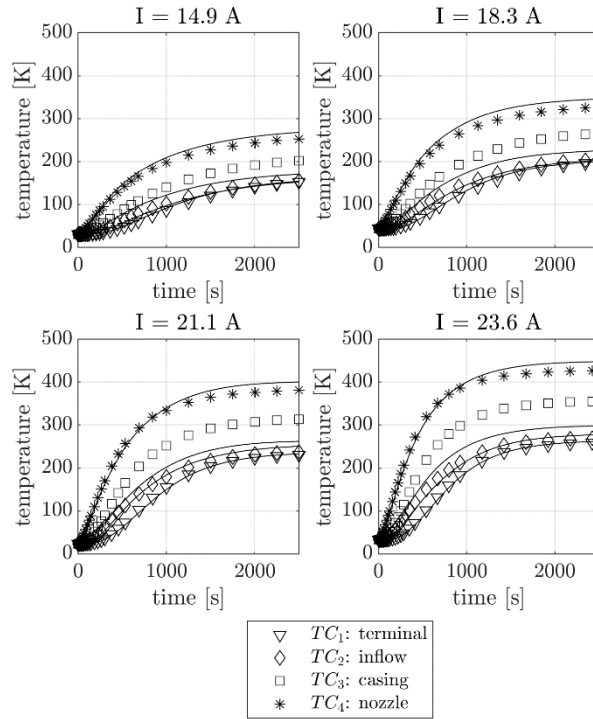 I = 14.9 A
I = 18.3 A
500
400
300
200
100
0
temperature [K]
0
1000
2000
time [s]
500
400
300
200
100
0
temperature [K]
0
1000
2000
time [s]
I = 21.1 A
I = 23.6 A
500
400
300
200
100
0
temperature [K]
0
1000
2000
time [s]
500
400
300
200
100
0
temperature [K]
0
1000
2000
time [s]
TC₁: terminal
TC₂: inflow
TC₃: casing
TC₄: nozzle